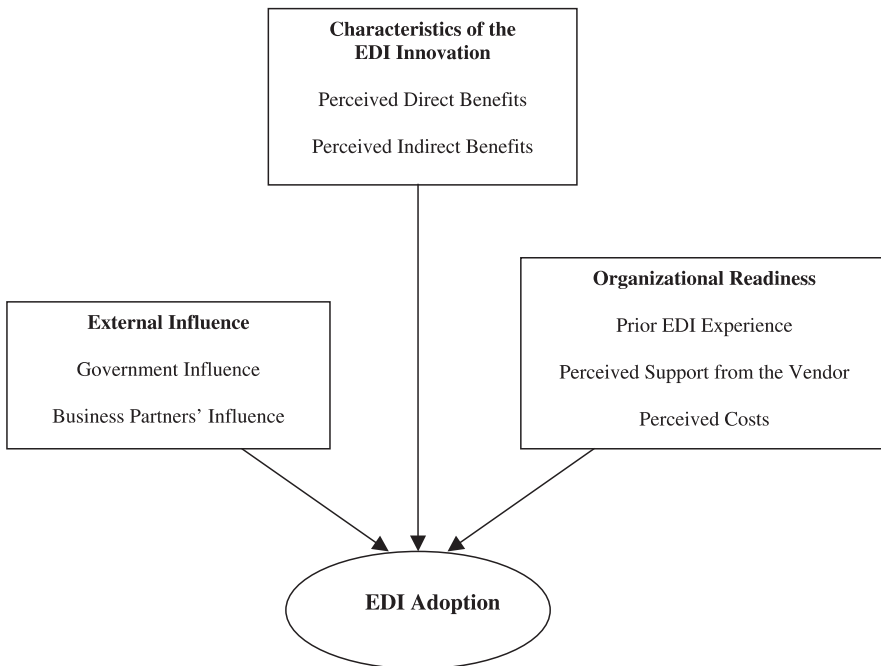 Characteristics of the
EDI Innovation
Perceived Direct Benefits
Perceived Indirect Benefits
External Influence
Government Influence
Business Partners' Influence
Organizational Readiness
Prior EDI Experience
Perceived Support from the Vendor
Perceived Costs
EDI Adoption